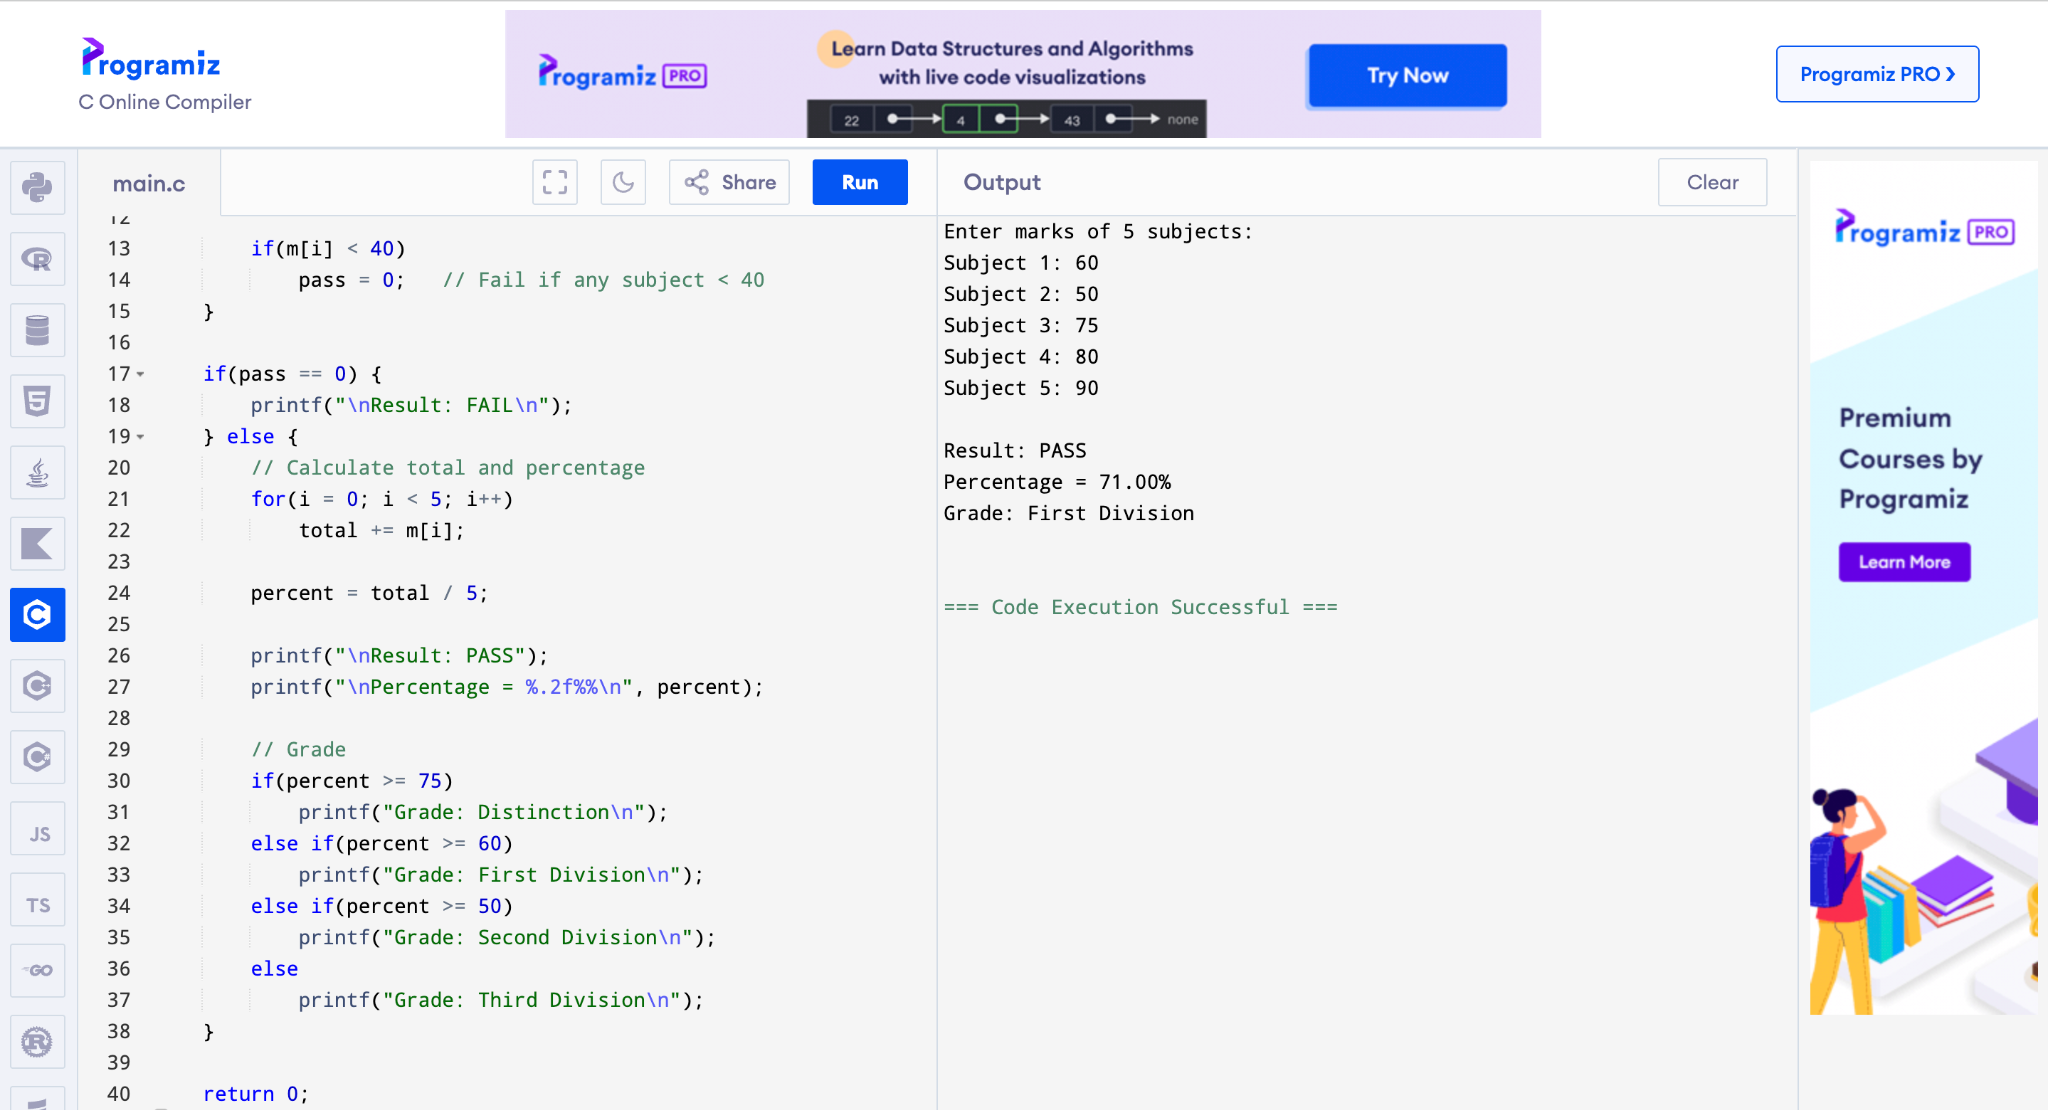 Programiz
C Online Compiler
Programiz PRO
Learn Data Structures and Algorithms
with live code visualizations
22 4 43 none
Try Now
Programiz PRO ❯
main.c
Share
Run
Output
Clear
12
13 if(m[i] < 40)
14 pass = 0; // Fail if any subject < 40
15 }
16
17 if(pass == 0) {
18 printf("\nResult: FAIL\n");
19 } else {
20 // Calculate total and percentage
21 for(i = 0; i < 5; i++)
22 total += m[i];
23
24 percent = total / 5;
25
26 printf("\nResult: PASS");
27 printf("\nPercentage = %.2f%%\n", percent);
28
29 // Grade
30 if(percent >= 75)
31 printf("Grade: Distinction\n");
32 else if(percent >= 60)
33 printf("Grade: First Division\n");
34 else if(percent >= 50)
35 printf("Grade: Second Division\n");
36 else
37 printf("Grade: Third Division\n");
38 }
39
40 return 0;
Enter marks of 5 subjects:
Subject 1: 60
Subject 2: 50
Subject 3: 75
Subject 4: 80
Subject 5: 90
Result: PASS
Percentage = 71.00%
Grade: First Division
=== Code Execution Successful ===
Programiz PRO
Premium
Courses by
Programiz
Learn More
R
5
C
C
C
JS
TS
GO
R